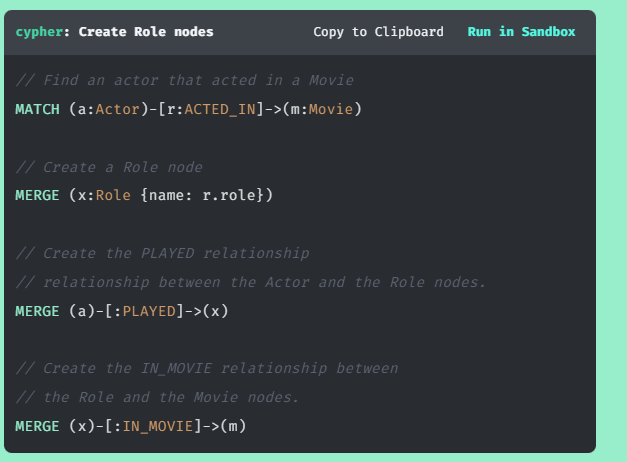 cypher: Create Role nodes Copy to Clipboard Run in Sandbox
// Find an actor that acted in a Movie
MATCH (a:Actor)-[r:ACTED_IN]->(m:Movie)
// Create a Role node
MERGE (x:Role {name: r.role})
// Create the PLAYED relationship
// relationship between the Actor and the Role nodes.
MERGE (a)-[:PLAYED]->(x)
// Create the IN_MOVIE relationship between
// the Role and the Movie nodes.
MERGE (x)-[:IN_MOVIE]->(m)